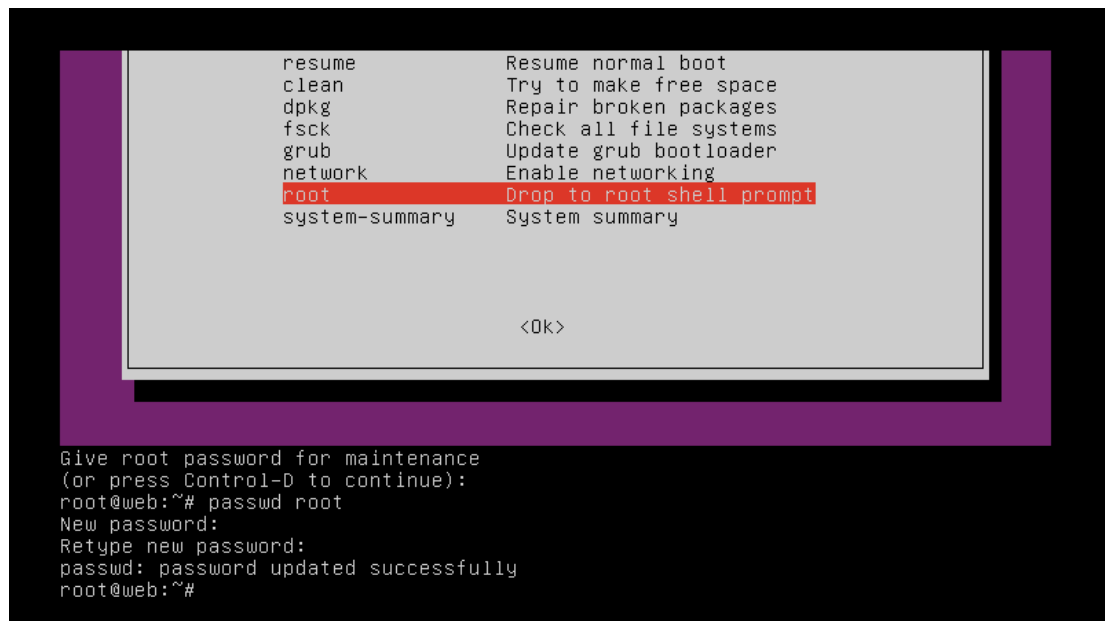 resume Resume normal boot
clean Try to make free space
dpkg Repair broken packages
fsck Check all file systems
grub Update grub bootloader
network Enable networking
root Drop to root shell prompt
system-summary System summary
<Ok>
Give root password for maintenance
(or press Control-D to continue):
root@web:~# passwd root
New password:
Retype new password:
passwd: password updated successfully
root@web:~#